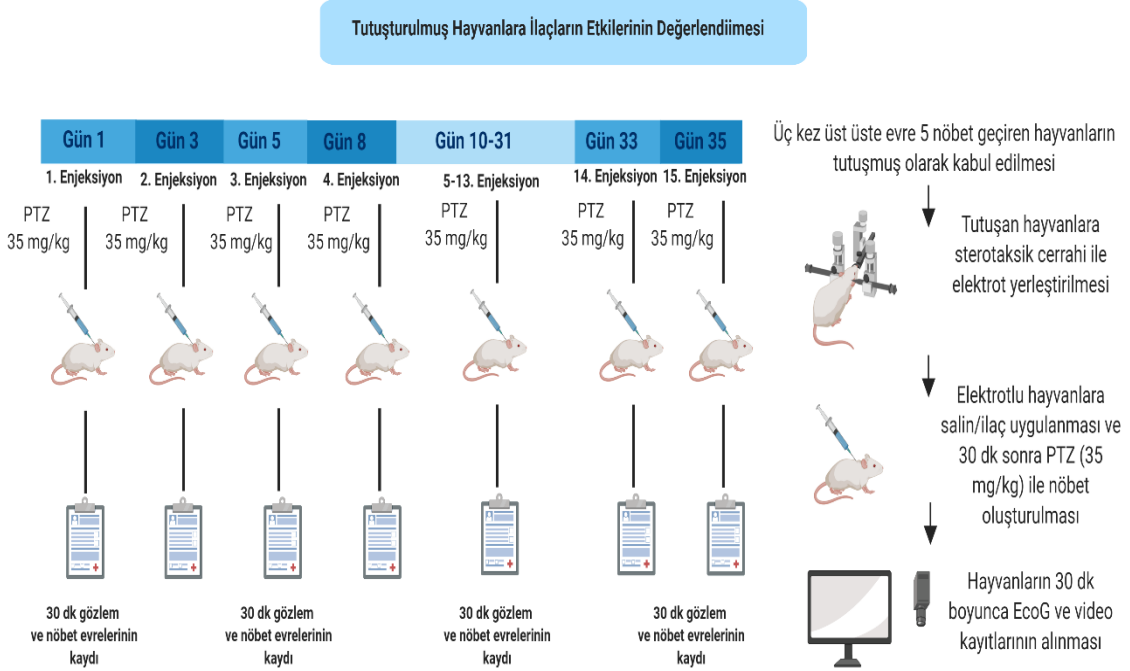 Tutuşturulmuş Hayvanlara İlaçların Etkilerinin Değerlendiimesi
Gün 1
Gün 3
Gün 5
Gün 8
Gün 10-31
Gün 33
Gün 35
1. Enjeksiyon
2. Enjeksiyon
3. Enjeksiyon
4. Enjeksiyon
5-13. Enjeksiyon
14. Enjeksiyon
15. Enjeksiyon
PTZ
35 mg/kg
PTZ
35 mg/kg
PTZ
35 mg/kg
PTZ
35 mg/kg
PTZ
35 mg/kg
PTZ
35 mg/kg
PTZ
35 mg/kg
30 dk gözlem
ve nöbet evrelerinin
kaydı
30 dk gözlem
ve nöbet evrelerinin
kaydı
30 dk gözlem
ve nöbet evrelerinin
kaydı
30 dk gözlem
ve nöbet evrelerinin
kaydı
Üç kez üst üste evre 5 nöbet geçiren hayvanların
tutuşmuş olarak kabul edilmesi
Tutuşan hayvanlara
sterotaksik cerrahi ile
elektrot yerleştirilmesi
Elektrotlu hayvanlara
salin/ilaç uygulanması ve
30 dk sonra PTZ (35
mg/kg) ile nöbet
oluşturulması
Hayvanların 30 dk
boyunca EcoG ve video
kayıtlarının alınması